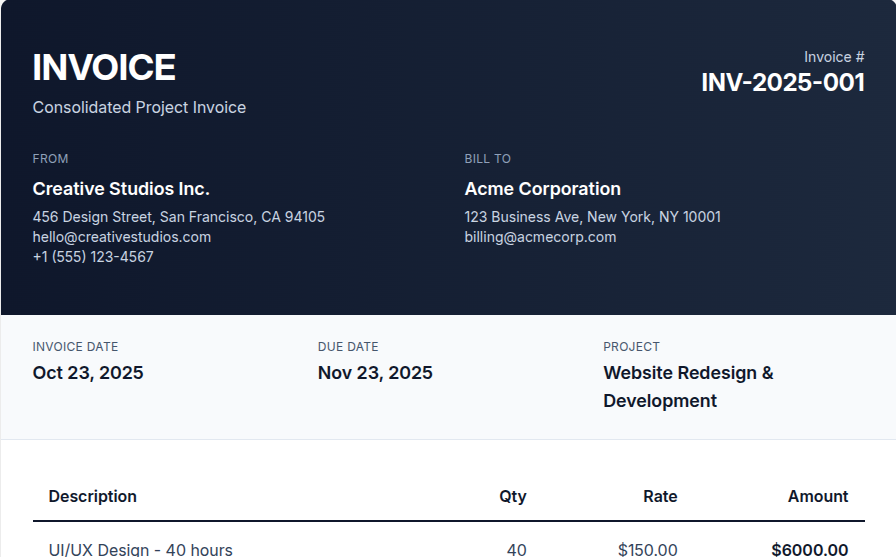 INVOICE
Consolidated Project Invoice
Invoice #
INV-2025-001
FROM
Creative Studios Inc.
456 Design Street, San Francisco, CA 94105
hello@creativestudios.com
+1 (555) 123-4567
BILL TO
Acme Corporation
123 Business Ave, New York, NY 10001
billing@acmecorp.com
INVOICE DATE
Oct 23, 2025
DUE DATE
Nov 23, 2025
PROJECT
Website Redesign &
Development
Description Qty Rate Amount
UI/UX Design - 40 hours 40 $150.00 $6000.00